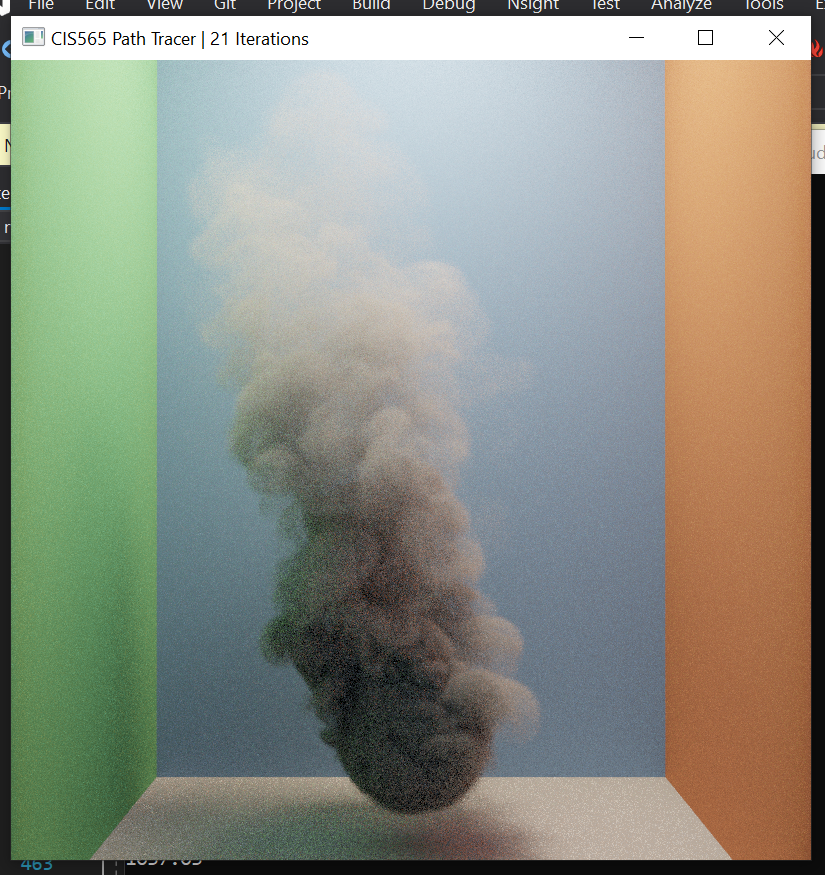 File Edit View Git Project Build Debug Nsight Test Analyze Tools
CIS565 Path Tracer | 21 Iterations
463